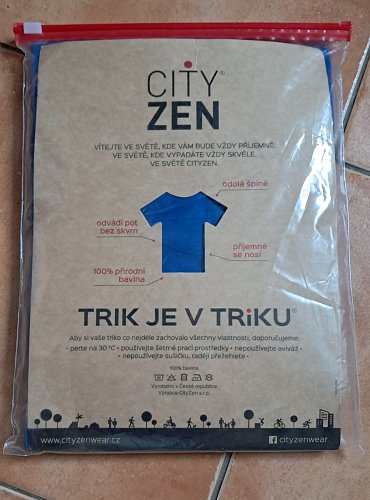 CITY®
ZEN
VÍTEJTE VE SVĚTĚ, KDE VÁM BUDE VŽDY PŘÍJEMNĚ.
VE SVĚTĚ, KDE VYPADÁTE VŽDY SKVĚLE.
VE SVĚTĚ CITYZEN.
odolá špíně
odvádí pot
bez skvrn
příjemně
se nosí
100% přírodní
bavlna
TRIK JE V TRiKU®
Aby si vaše triko co nejdéle zachovalo všechny vlastnosti, doporučujeme:
• perte na 30 °C • používejte šetrné prací prostředky • nepoužívejte aviváž •
• nepoužívejte sušičku, raději přežehlete •
100% bavlna
Vyrobeno v České republice
Výrobce CityZen s.r.o.
www.cityzenwear.cz
cityzenwear